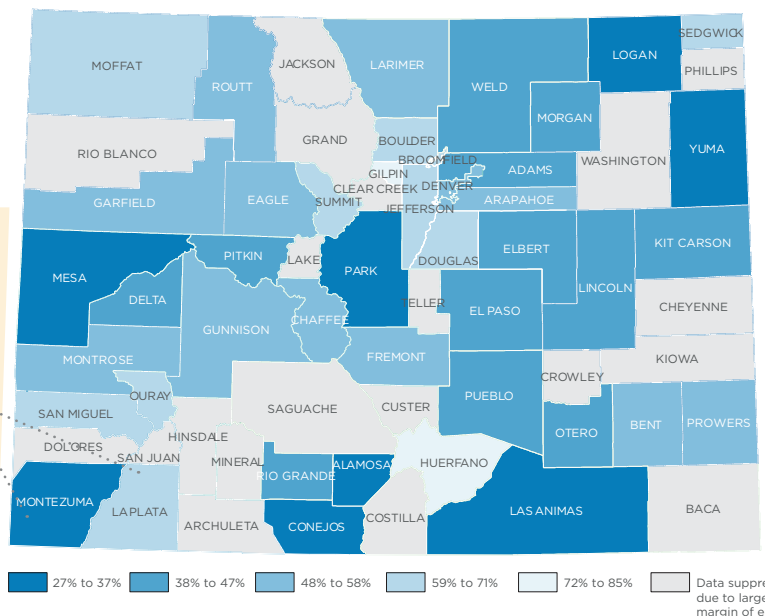 SEDGWICK
LOGAN
JACKSON
LARIMER
MOFFAT
PHILLIPS
ROUTT
WELD
MORGAN
GRAND
BOULDER
YUMA
RIO BLANCO
BROOMFIELD
WASHINGTON
GILPIN
ADAMS
CLEAR CREEK
DENVER
EAGLE
SUMMIT
ARAPAHOE
GARFIELD
JEFFERSON
KIT CARSON
ELBERT
PITKIN
LAKE
DOUGLAS
PARK
MESA
LINCOLN
DELTA
TELLER
CHEYENNE
EL PASO
CHAFFEE
GUNNISON
FREMONT
MONTROSE
KIOWA
CROWLEY
OURAY
PUEBLO
SAGUACHE
CUSTER
SAN MIGUEL
BENT
PROWERS
OTERO
HINSDALE
DOLORES
SAN JUAN
MINERAL
ALAMOSA
HUERFANO
RIO GRANDE
MONTEZUMA
LA PLATA
LAS ANIMAS
BACA
COSTILLA
ARCHULETA
CONEJOS
27% to 37%
38% to 47%
48% to 58%
59% to 71%
72% to 85%
Data suppre
due to large
margin of e